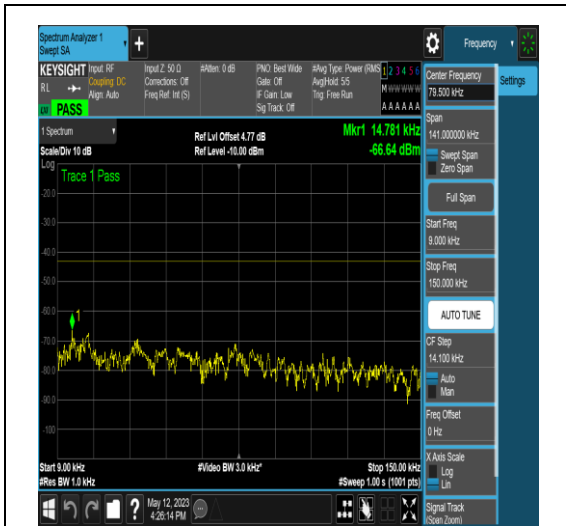 Spectrum Analyzer 1
Swept SA
+
Frequency
KEYSIGHT
RL
PASS
Input: RF
Coupling: DC
Align: Auto
Input Z: 50 Ω
Corrections: Off
Freq Ref: Int (S)
#Atten: 0 dB
PNO: Best Wide
Gate: Off
IF Gain: Low
Sig Track: Off
#Avg Type: Power (RMS
Avg|Hold: 5/5
Trig: Free Run
1 2 3 4 5 6
M W W W W W
A A A A A A
1 Spectrum
Scale/Div 10 dB
Ref Lvl Offset 4.77 dB
Ref Level -10.00 dBm
Mkr1 14.781 kHz
-66.64 dBm
Log
Trace 1 Pass
-20.0
-30.0
-40.0
-50.0
-60.0
-70.0
-80.0
-90.0
-100
1
Start 9.00 kHz
#Res BW 1.0 kHz
#Video BW 3.0 kHz*
Stop 150.00 kHz
#Sweep 1.00 s (1001 pts)
May 12, 2023
4:26:14 PM
Settings
Center Frequency
79.500 kHz
Span
141.000000 kHz
Swept Span
Zero Span
Full Span
Start Freq
9.000 kHz
Stop Freq
150.000 kHz
AUTO TUNE
CF Step
14.100 kHz
Auto
Man
Freq Offset
0 Hz
X Axis Scale
Log
Lin
Signal Track
(Span Zoom)